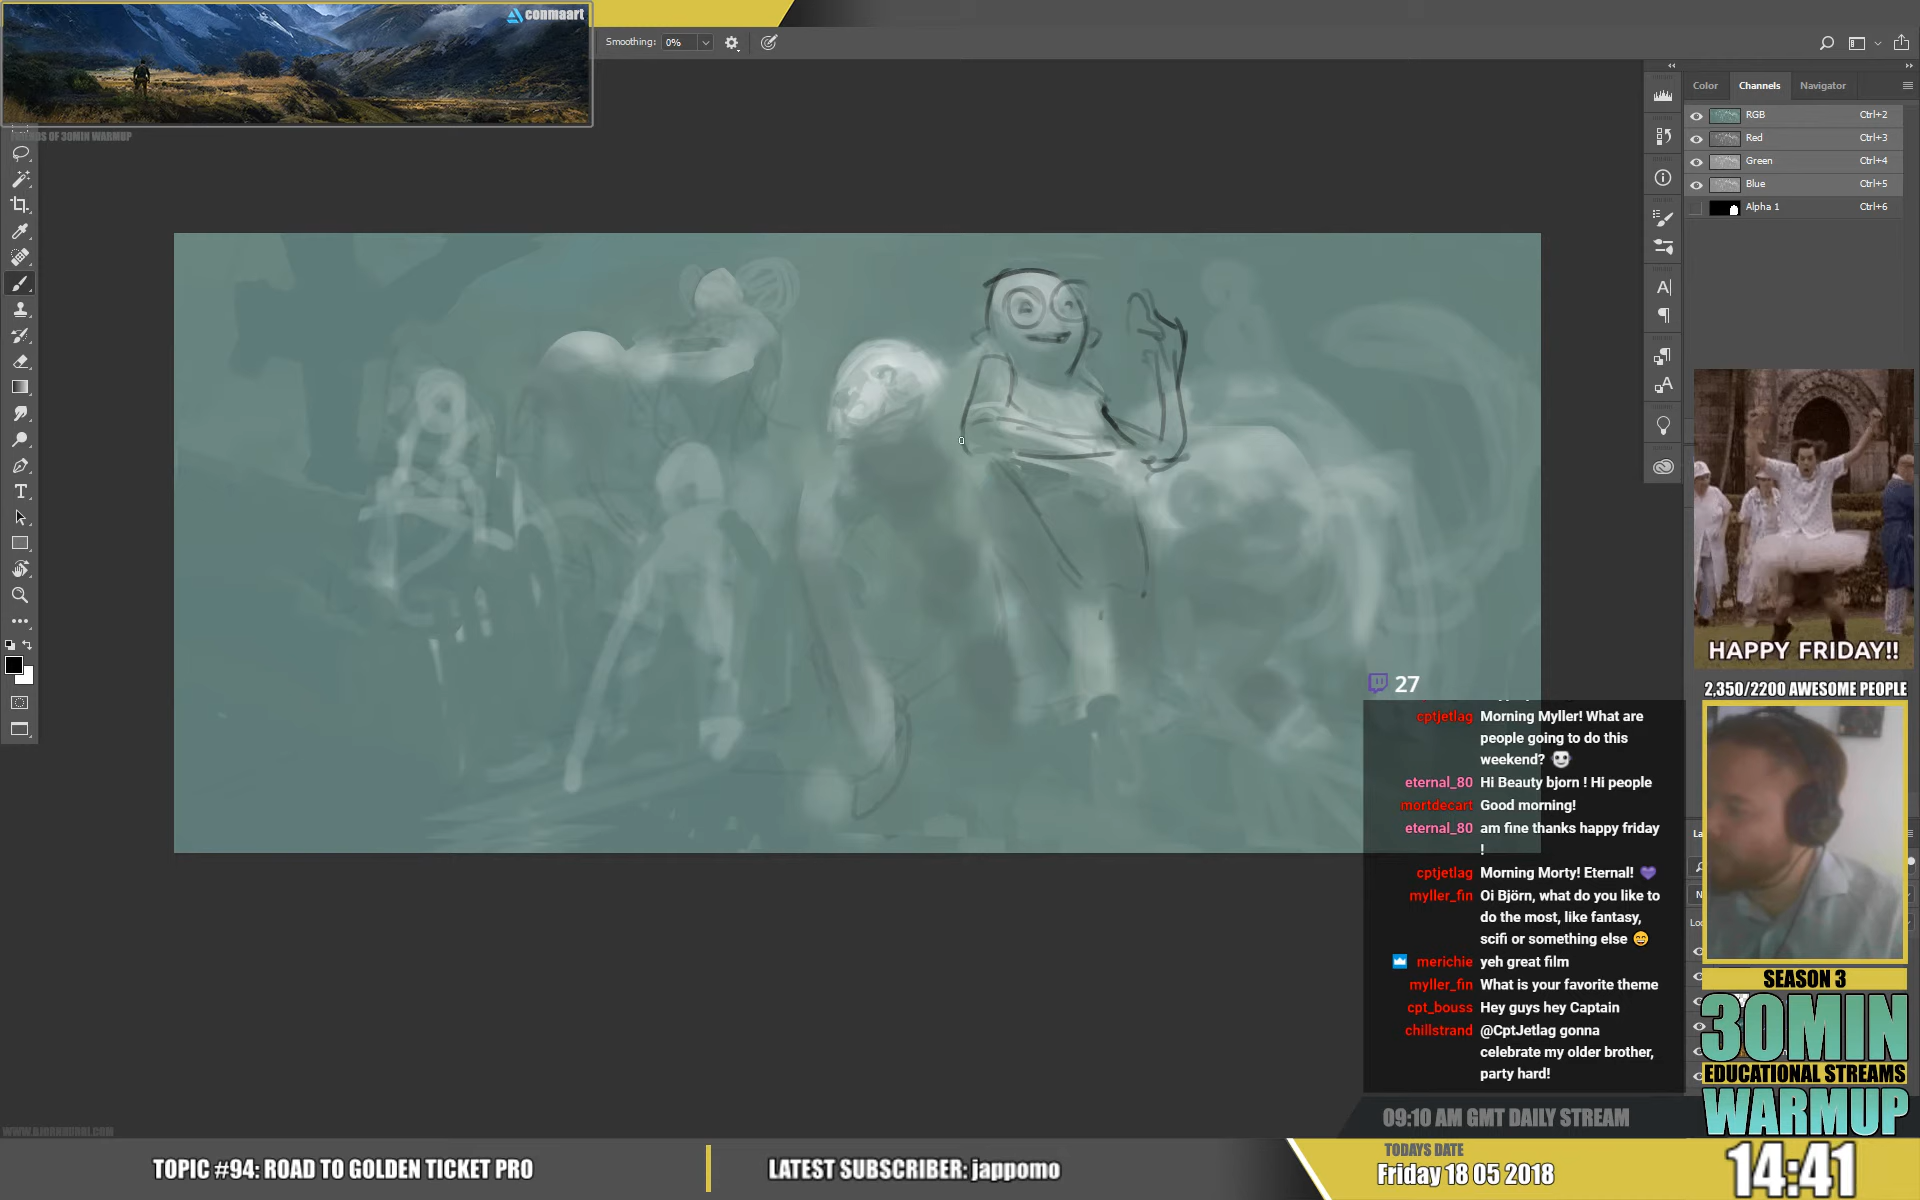 conmaart
Smoothing: 0%
OF 30MIN WARMUP
Color Channels Navigator
RGB Ctrl+2
Red Ctrl+3
Green Ctrl+4
Blue Ctrl+5
Alpha 1 Ctrl+6
HAPPY FRIDAY!!
2,350/2200 AWESOME PEOPLE
27
cptjetlag Morning Myller! What are
people going to do this
weekend?
eternal_80 Hi Beauty bjorn ! Hi people
mortdecart Good morning!
eternal_80 am fine thanks happy friday
!
cptjetlag Morning Morty! Eternal! 💜
myller_fin Oi Björn, what do you like to
do the most, like fantasy,
scifi or something else 😄
merichie yeh great film
myller_fin What is your favorite theme
cpt_bouss Hey guys hey Captain
chillstrand @CptJetlag gonna
celebrate my older brother,
party hard!
SEASON 3
30MIN
EDUCATIONAL STREAMS
WARMUP
09:10 AM GMT DAILY STREAM
TOPIC #94: ROAD TO GOLDEN TICKET PRO
LATEST SUBSCRIBER: jappomo
TODAYS DATE
Friday 18 05 2018
14:41